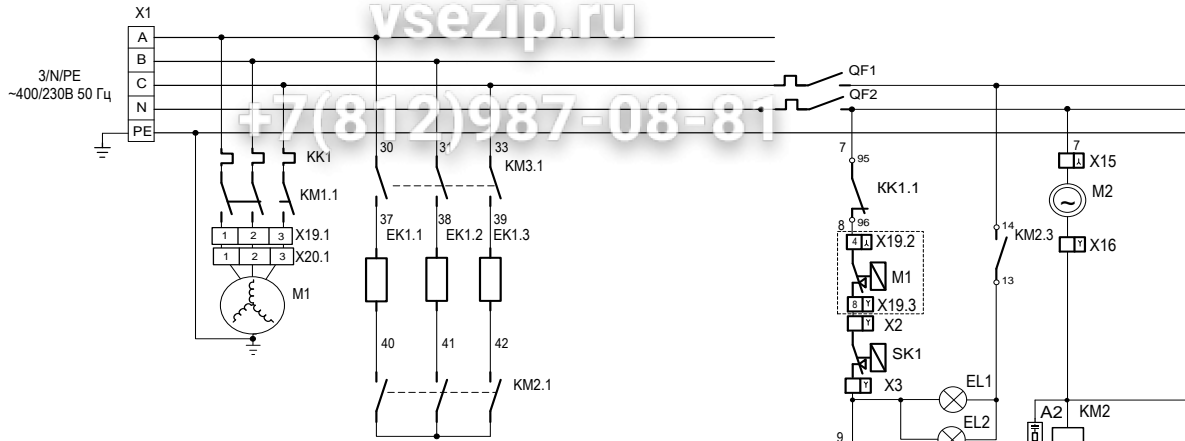 vsezip.ru
X1
A
B
C
N
PE
3/N/PE
~400/230В 50 Гц
QF1
QF2
+7(812)987-08-81
KK1
KM1.1
1 2 3 X19.1
1 2 3 X20.1
M1
30 31 33
KM3.1
37 38 39
EK1.1 EK1.2 EK1.3
40 41 42
KM2.1
7
95
KK1.1
96
8
4 X19.2
M1
8 X19.3
X2
SK1
X3
9
14
KM2.3
13
EL1
EL2
7
X15
M2
~
X16
A2 KM2